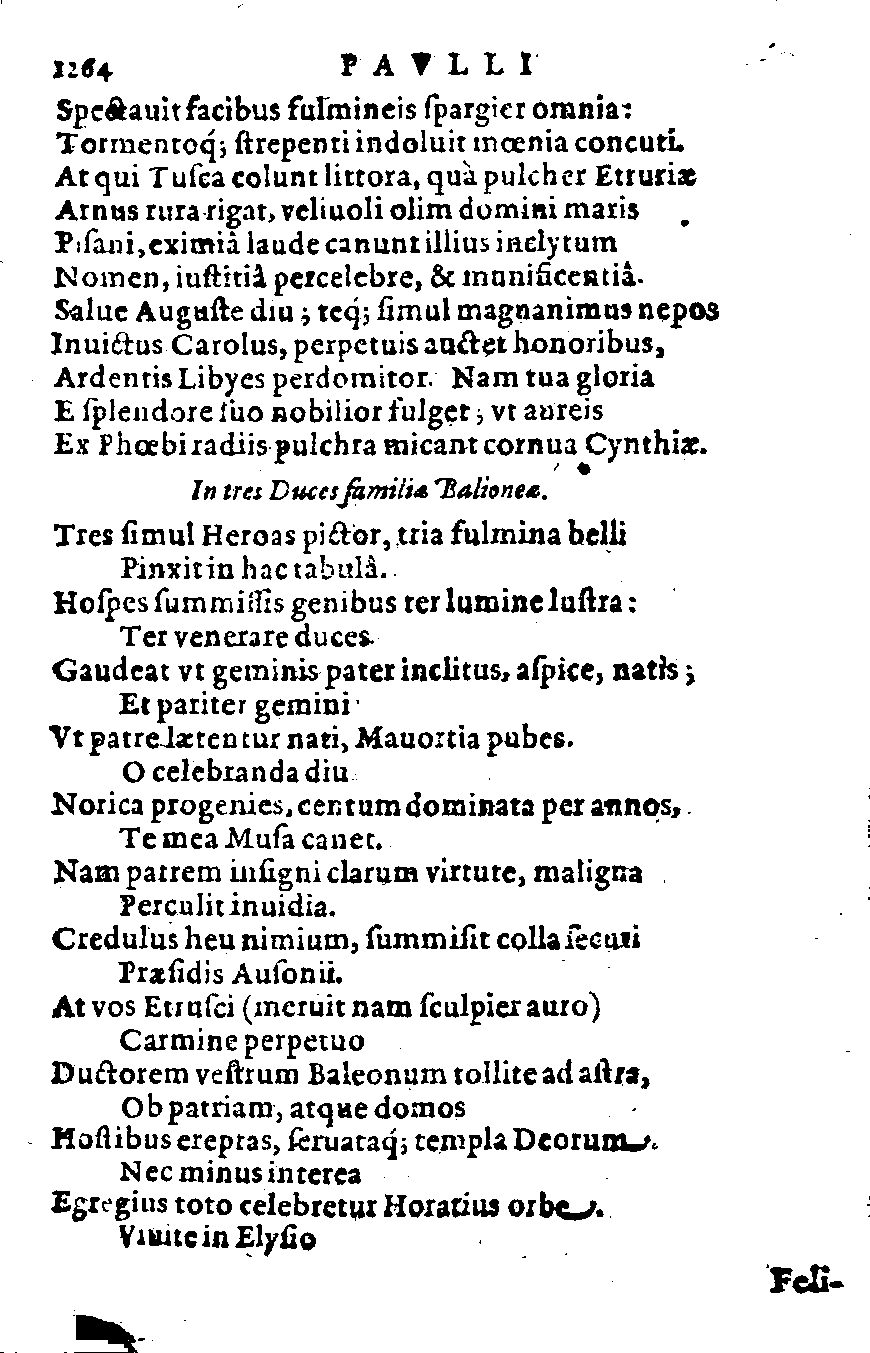 1264 PAVLLI
Spectauit facibus fulmineis ſpargier omnia:
Tormentoq́; ſtrepenti indoluit mœnia concuti.
At qui Tuſca colunt littora, quà pulcher Etruriæ
Arnus rura rigat, veliuoli olim domini maris
Piſani, eximiâ laude canunt illius inclytum
Nomen, iuſtitiâ percelebre, & munificentiâ.
Salue Auguſte diu; teq́; ſimul magnanimus nepos
Inuictus Carolus, perpetuis auctet honoribus,
Ardentis Libyes perdomitor. Nam tua gloria
E ſplendore ſuo nobilior fulget; vt aureis
Ex Phœbi radiis pulchra micant cornua Cynthiæ.
In tres Duces familiæ Balioneæ.
Tres ſimul Heroas pictor, tria fulmina belli
Pinxit in hac tabulâ.
Hoſpes ſummiſſis genibus ter lumine luſtra:
Ter venerare duces.
Gaudeat vt geminis pater inclitus, aſpice, natis;
Et pariter gemini
Vt patre lætentur nati, Mauortia pubes.
O celebranda diu
Norica progenies, centum dominata per annos,
Te mea Muſa canet.
Nam patrem inſigni clarum virtute, maligna
Perculit inuidia.
Credulus heu nimium, ſummiſit colla ſecuri
Præſidis Auſonii.
At vos Etruſci (meruit nam ſculpier auro)
Carmine perpetuo
Ductorem veſtrum Baleonum tollite ad aſtra,
Ob patriam, atque domos
Hoſtibus ereptas, ſeruataq́; templa Deorum.
Nec minus interea
Egregius toto celebretur Horatius orbe.
Viuite in Elyſio
Feli-